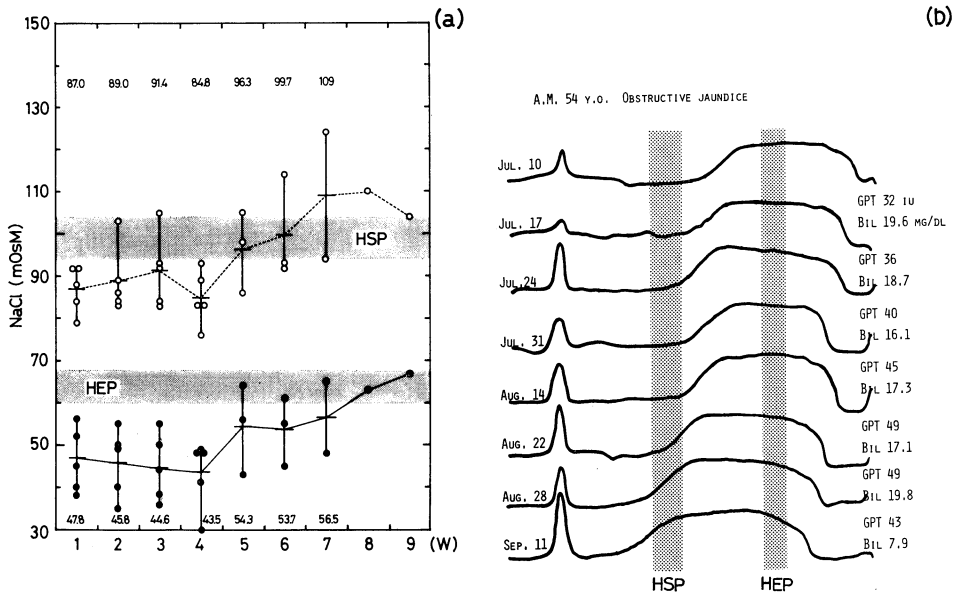 (a)
150
130
110
90
70
50
30
NaCl (mOsM)
87.0 89.0 91.4 84.8 96.3 99.7 109
HSP
HEP
47.8 45.8 44.6 43.5 54.3 53.7 56.5
1 2 3 4 5 6 7 8 9 (W)
(b)
A.M. 54 Y.O. OBSTRUCTIVE JAUNDICE
JUL. 10
JUL. 17
GPT 32 IU
BIL 19.6 MG/DL
JUL.24
GPT 36
BIL 18.7
JUL. 31
GPT 40
BIL 16.1
AUG. 14
GPT 45
BIL 17.3
AUG. 22
GPT 49
BIL 17.1
AUG. 28
GPT 49
BIL 19.8
SEP. 11
GPT 43
BIL 7.9
HSP HEP